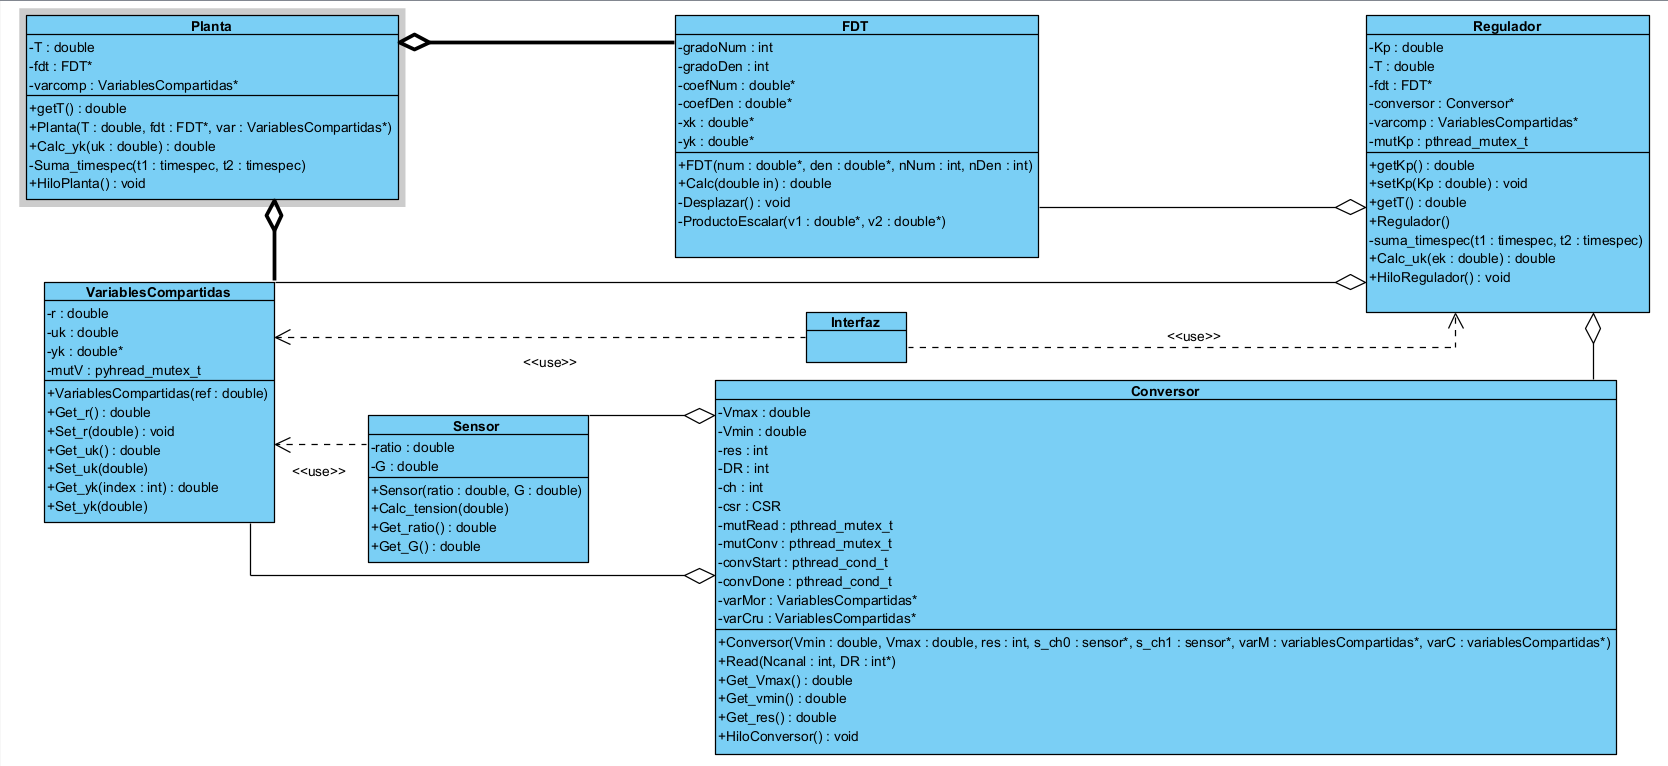 Planta
-T : double
-fdt : FDT*
-varcomp : VariablesCompartidas*
+getT() : double
+Planta(T : double, fdt : FDT*, var : VariablesCompartidas*)
+Calc_yk(uk : double) : double
-Suma_timespec(t1 : timespec, t2 : timespec)
+HiloPlanta() : void
FDT
-gradoNum : int
-gradoDen : int
-coefNum : double*
-coefDen : double*
-xk : double*
-yk : double*
+FDT(num : double*, den : double*, nNum : int, nDen : int)
+Calc(double in) : double
-Desplazar() : void
-ProductoEscalar(v1 : double*, v2 : double*)
Regulador
-Kp : double
-T : double
-fdt : FDT*
-conversor : Conversor*
-varcomp : VariablesCompartidas*
-mutKp : pthread_mutex_t
+getKp() : double
+setKp(Kp : double) : void
+getT() : double
+Regulador()
-suma_timespec(t1 : timespec, t2 : timespec)
+Calc_uk(ek : double) : double
+HiloRegulador() : void
VariablesCompartidas
-r : double
-uk : double
-yk : double*
-mutV : pyhread_mutex_t
+VariablesCompartidas(ref : double)
+Get_r() : double
+Set_r(double) : void
+Get_uk() : double
+Set_uk(double)
+Get_yk(index : int) : double
+Set_yk(double)
Interfaz
<<use>>
<<use>>
<<use>>
Sensor
-ratio : double
-G : double
+Sensor(ratio : double, G : double)
+Calc_tension(double)
+Get_ratio() : double
+Get_G() : double
Conversor
-Vmax : double
-Vmin : double
-res : int
-DR : int
-ch : int
-csr : CSR
-mutRead : pthread_mutex_t
-mutConv : pthread_mutex_t
-convStart : pthread_cond_t
-convDone : pthread_cond_t
-varMor : VariablesCompartidas*
-varCru : VariablesCompartidas*
+Conversor(Vmin : double, Vmax : double, res : int, s_ch0 : sensor*, s_ch1 : sensor*, varM : variablesCompartidas*, varC : variablesCompartidas*)
+Read(Ncanal : int, DR : int*)
+Get_Vmax() : double
+Get_vmin() : double
+Get_res() : double
+HiloConversor() : void